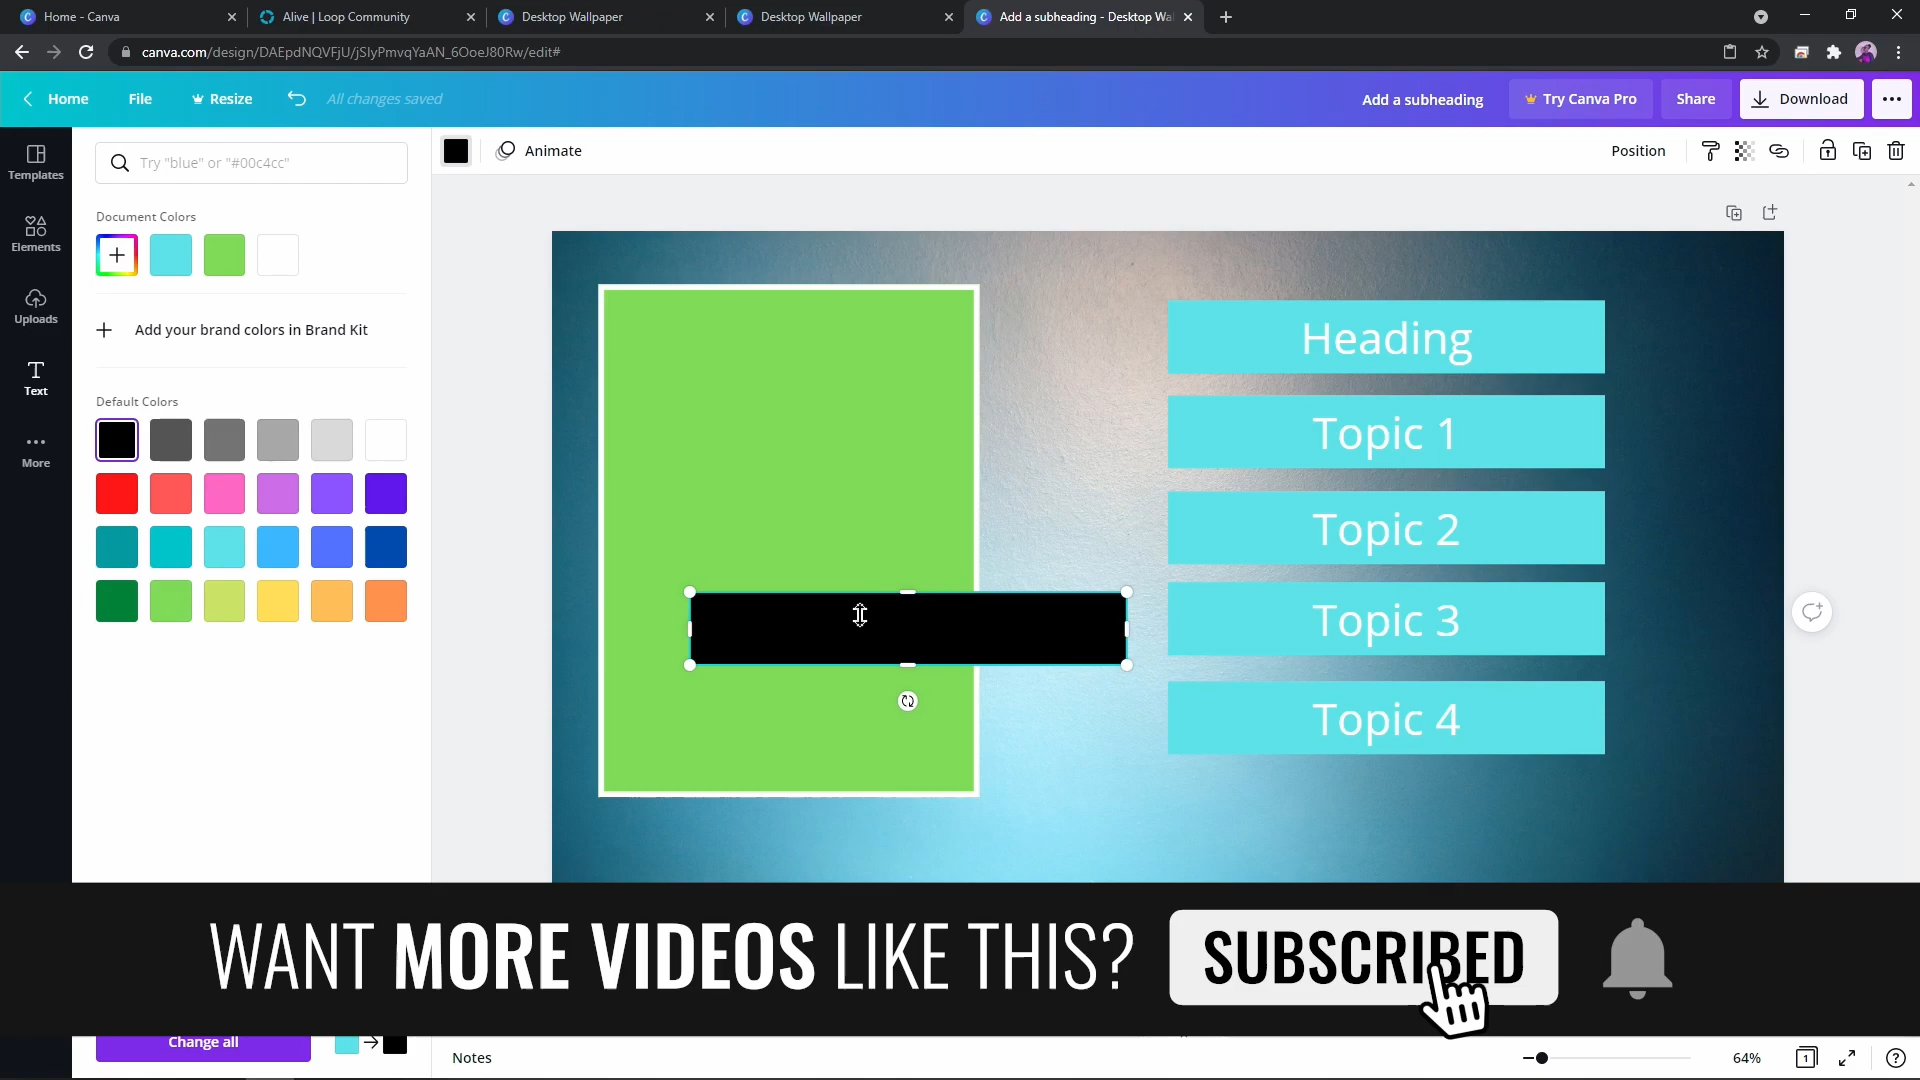 Home - Canva
Alive | Loop Community
Desktop Wallpaper
Desktop Wallpaper
Add a subheading - Desktop Wa
canva.com/design/DAEpdNQVFjU/jSlyPmvqYaAN_6OoeJ80Rw/edit#
Home
File
Resize
All changes saved
Add a subheading
Try Canva Pro
Share
Download
Templates
Elements
Uploads
Text
More
Try "blue" or "#00c4cc"
Document Colors
Add your brand colors in Brand Kit
Default Colors
Animate
Position
Heading
Topic 1
Topic 2
Topic 3
Topic 4
WANT MORE VIDEOS LIKE THIS?
SUBSCRIBED
Change all
Notes
64%
1